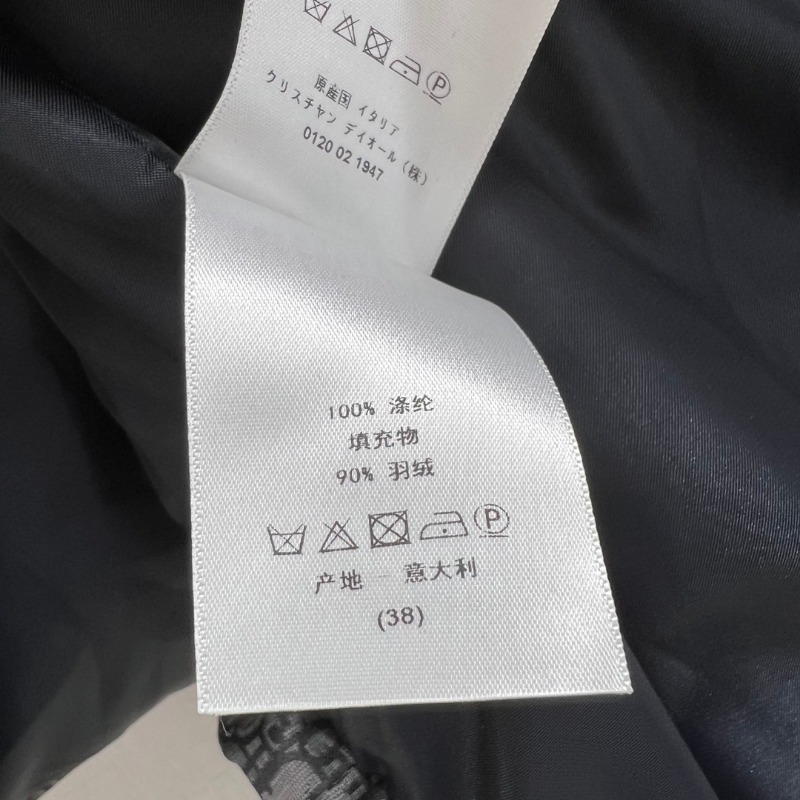 P
原産国 イタリア
クリスチャン デイオール(株)
0120 02 1947
100% 涤纶
填充物
90% 羽绒
P
产地 - 意大利
(38)